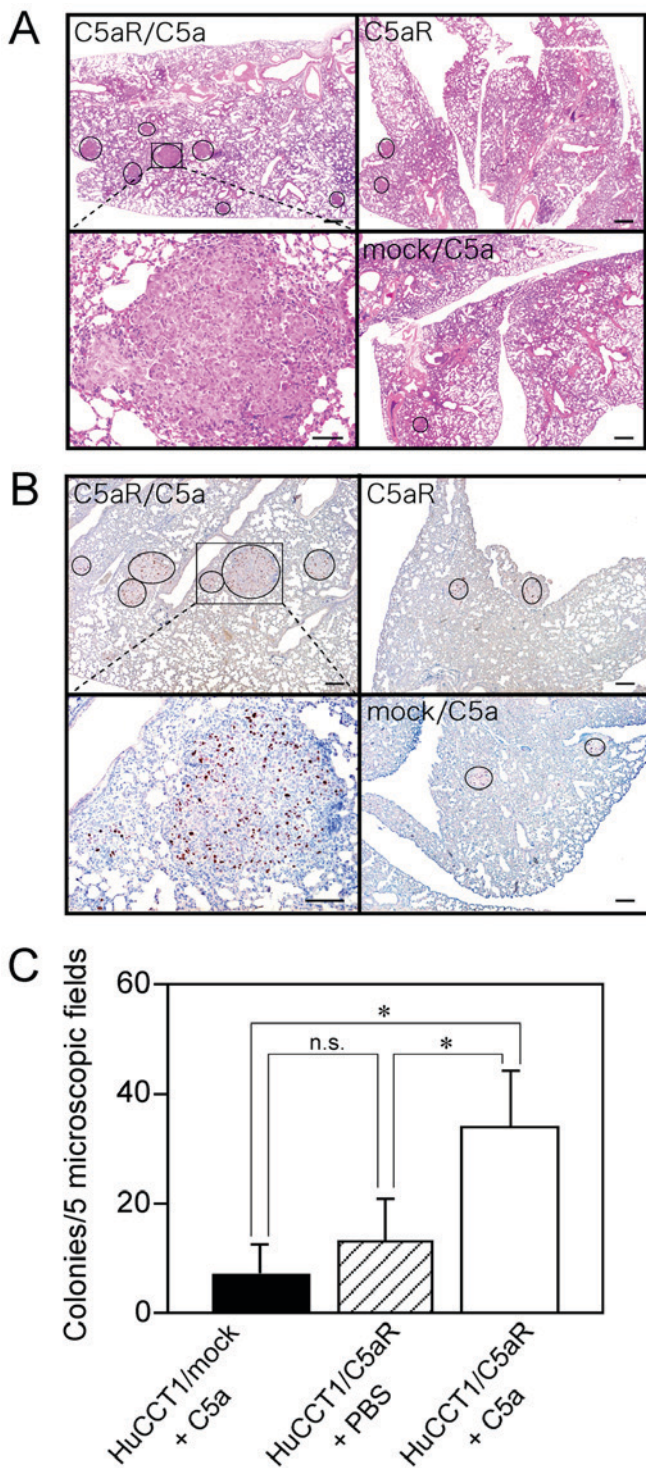 A
C5aR/C5a
C5aR
mock/C5a
B
C5aR/C5a
C5aR
mock/C5a
C
Colonies/5 microscopic fields
60
40
20
0
*
n.s.
*
HuCCT1/mock
+ C5a
HuCCT1/C5aR
+ PBS
HuCCT1/C5aR
+ C5a